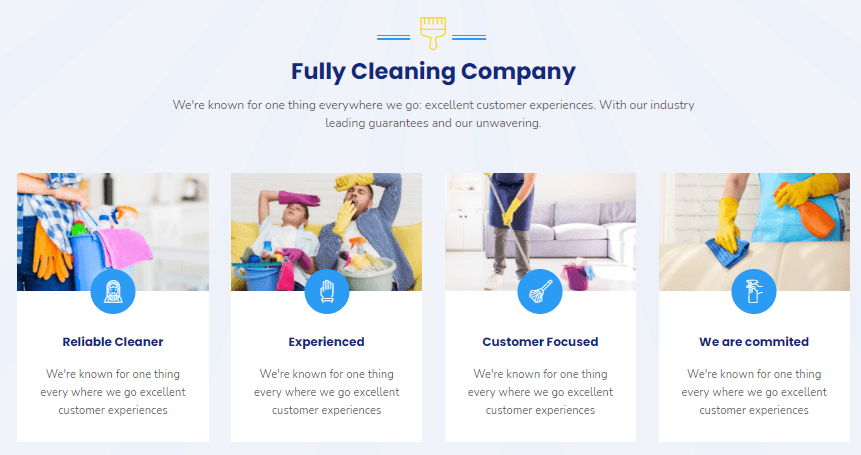 Fully Cleaning Company
We're known for one thing everywhere we go: excellent customer experiences. With our industry
leading guarantees and our unwavering.
Reliable Cleaner
We're known for one thing
every where we go excellent
customer experiences
Experienced
We're known for one thing
every where we go excellent
customer experiences
Customer Focused
We're known for one thing
every where we go excellent
customer experiences
We are commited
We're known for one thing
every where we go excellent
customer experiences